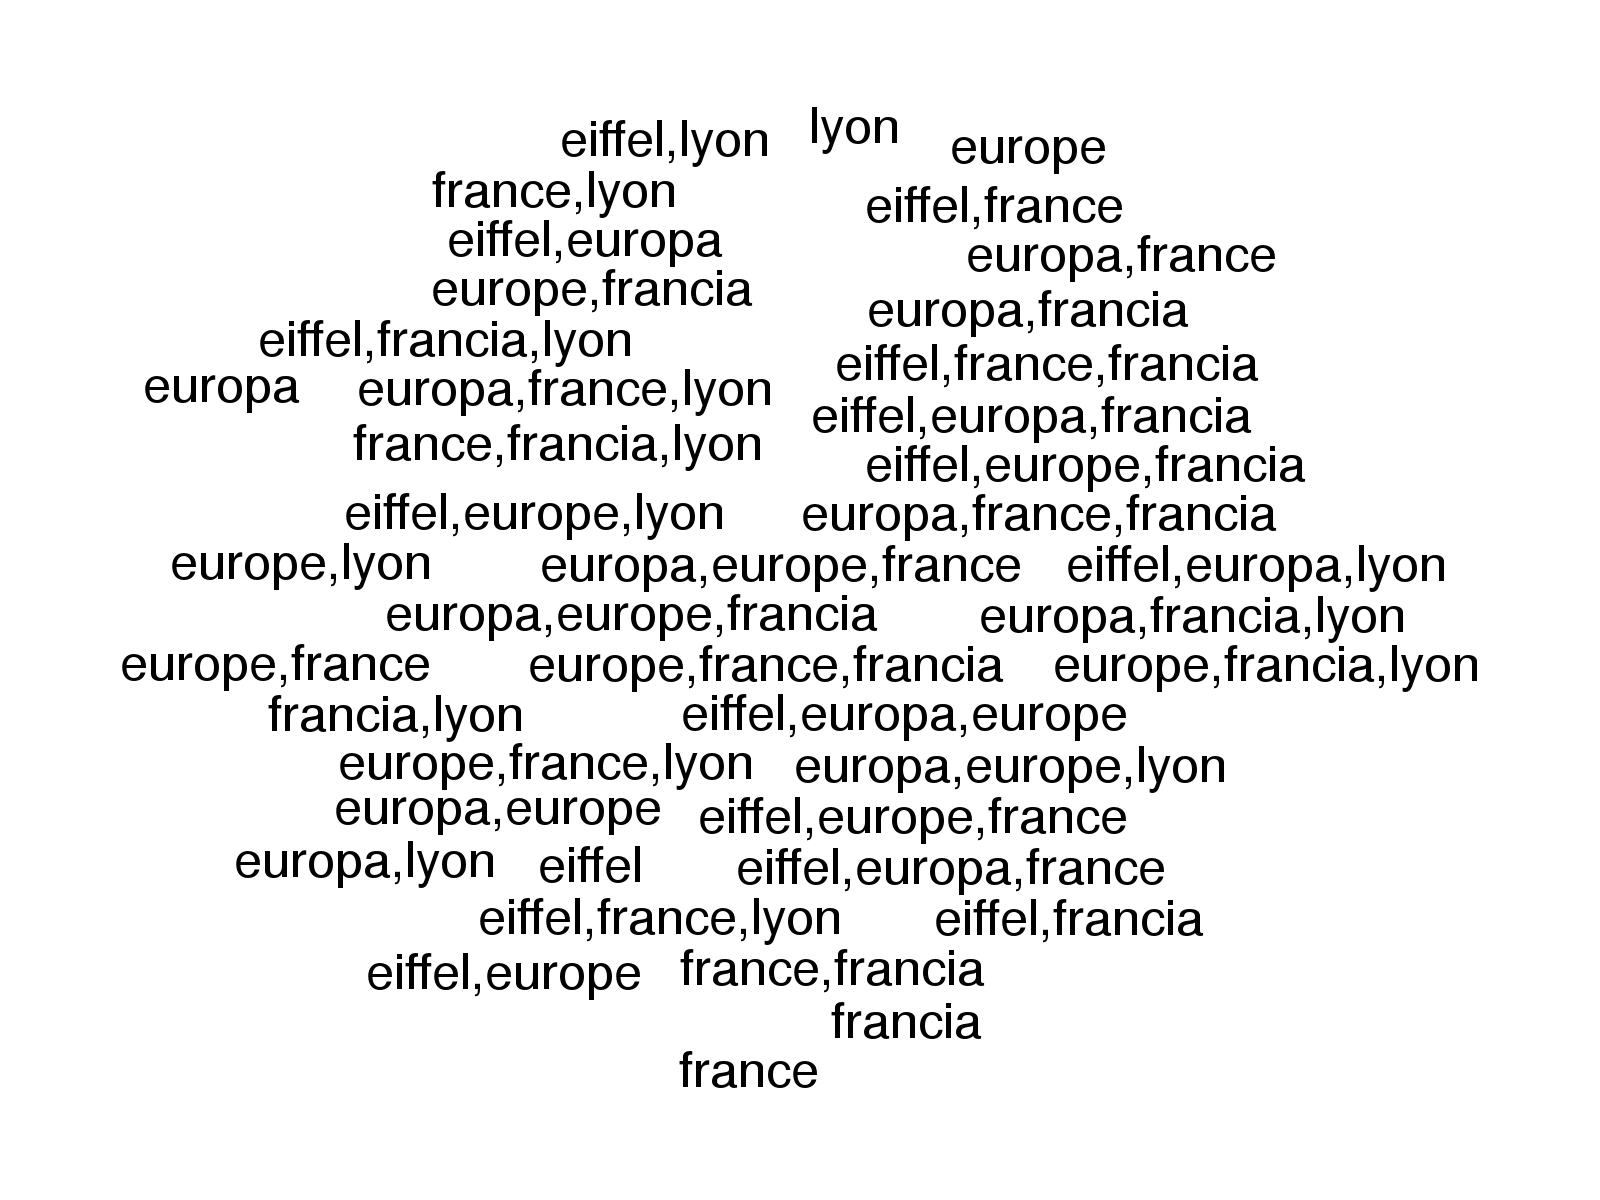 eiffel,lyon lyon europe
france,lyon eiffel,france
eiffel,europa europa,france
europe,francia europa,francia
eiffel,francia,lyon eiffel,france,francia
europa europa,france,lyon eiffel,europa,francia
france,francia,lyon eiffel,europe,francia
eiffel,europe,lyon europa,france,francia
europe,lyon europa,europe,france eiffel,europa,lyon
europa,europe,francia europa,francia,lyon
europe,france europe,france,francia europe,francia,lyon
francia,lyon eiffel,europa,europe
europe,france,lyon europa,europe,lyon
europa,europe eiffel,europe,france
europa,lyon eiffel eiffel,europa,france
eiffel,france,lyon eiffel,francia
eiffel,europe france,francia
francia
france